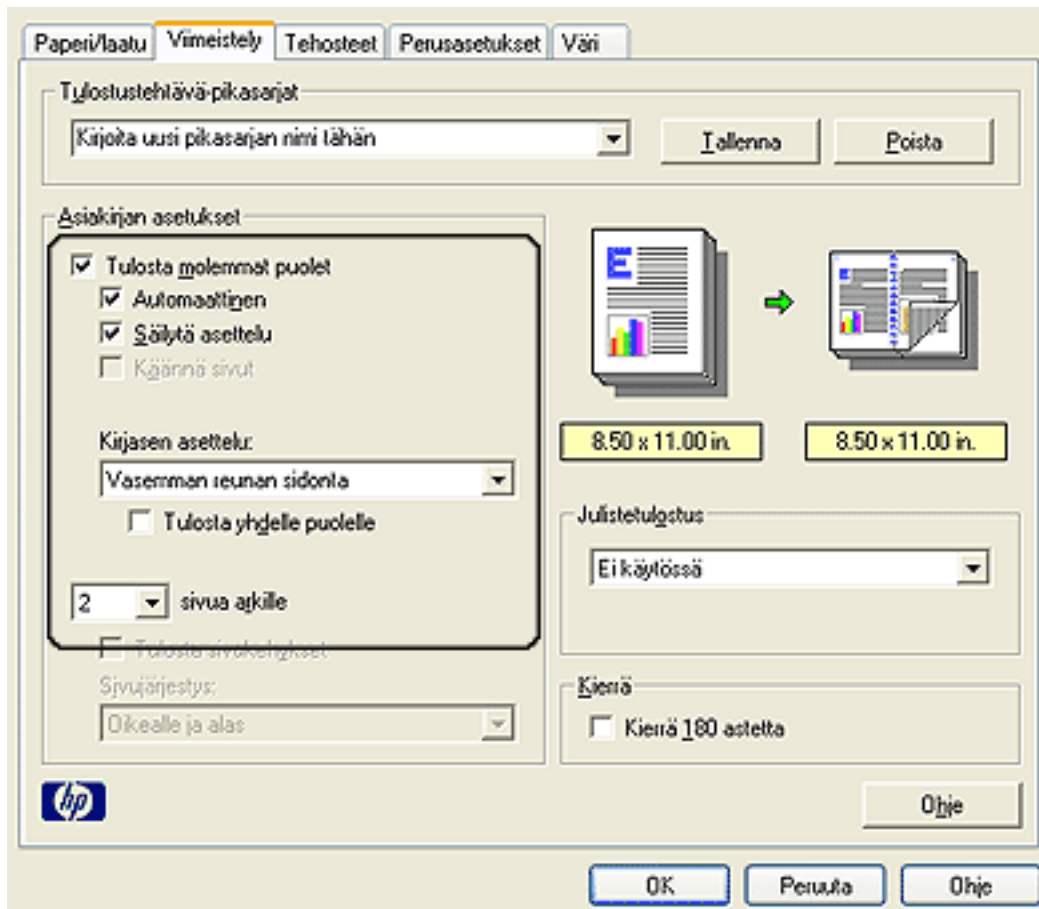 Paperi/laatu Viimeistely Tehosteet Perusasetukset Väri
Tulostustehtävä-pikasarjat
Kirjoita uusi pikasarjan nimi tähän Tallenna Poista
Asiakirjan asetukset
Tulosta molemmat puolet
Automaattinen
Säilytä asettelu
Käännä sivut
Kirjasen asettelu:
Vasemman reunan sidonta
Tulosta yhdelle puolelle
2 sivua arkille
Tulosta sivukehykset
Sivujärjestys:
Oikealle ja alas
E
E
8.50 x 11.00 in.
8.50 x 11.00 in.
Julistetulostus
Ei käytössä
Kierrä
Kierrä 180 astetta
hp
Ohje
OK Peruuta Ohje